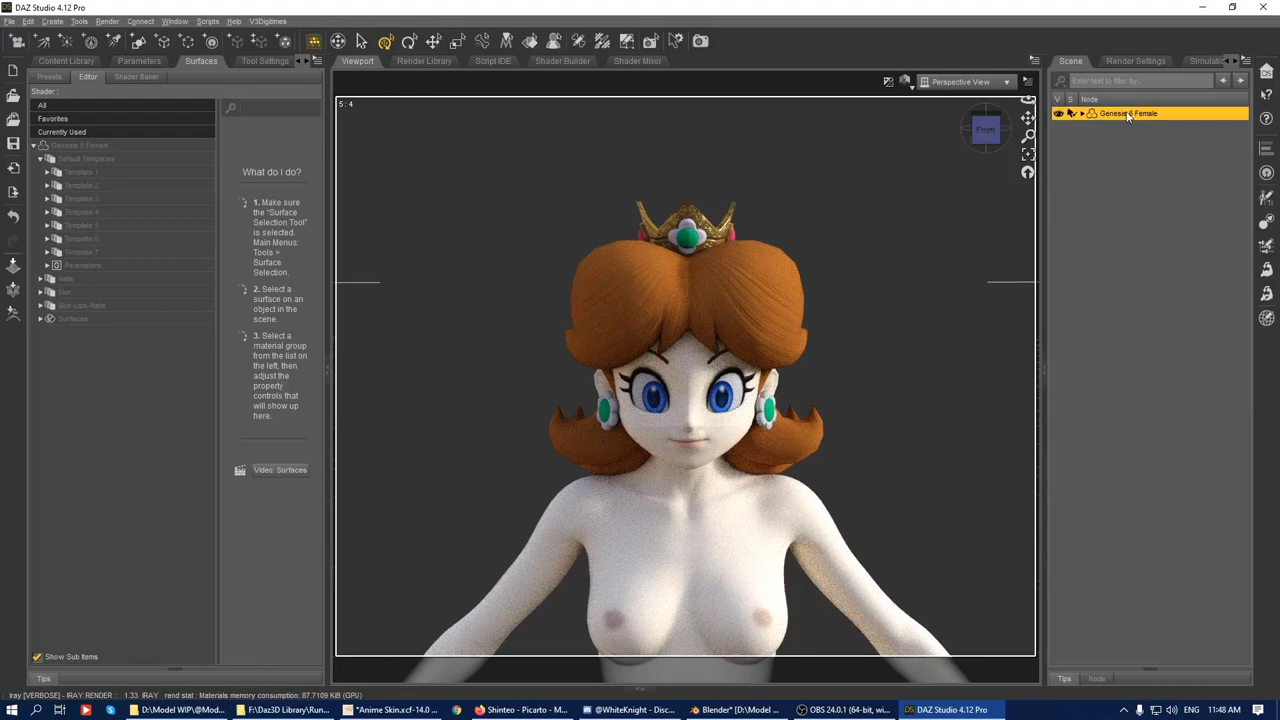 DAZ Studio 4.12 Pro
File Edit Create Tools Render Connect Window Scripts Help V3Digitimes
Content Library Parameters Surfaces Tool Settings
Viewport Render Library Script IDE Shader Builder Shader Mixer
Scene Render Settings Simulation
Presets Editor Shader Baker
Shader :
All
Favorites
Currently Used
Genesis 8 Female
Default Templates
Template 1
Template 2
Template 3
Template 4
Template 5
Template 6
Template 7
Parameters
Nails
Skin
Skin-Lips-Nails
Surfaces
What do I do?
1. Make sure
the "Surface
Selection Tool"
is selected.
Main Menus:
Tools >
Surface
Selection.
2. Select a
surface on an
object in the
scene.
3. Select a
material group
from the list on
the left, then
adjust the
property
controls that
will show up
here.
Video: Surfaces
Show Sub Items
Tips
5 : 4
Perspective View
Front
Enter text to filter by...
V S Node
Genesis 8 Female
Tips Node
Iray [VERBOSE] - IRAY:RENDER :: 1.33 IRAY rend stat : Materials memory consumption: 87.7109 KiB (GPU)
D:\Model WIP\@Mod...
F:\Daz3D Library\Run...
*Anime Skin.xcf-14.0 ...
Shinteo - Picarto - M...
@WhiteKnight - Disc...
Blender* [D:\Model ...
OBS 24.0.1 (64-bit, wi...
DAZ Studio 4.12 Pro
ENG
11:48 AM